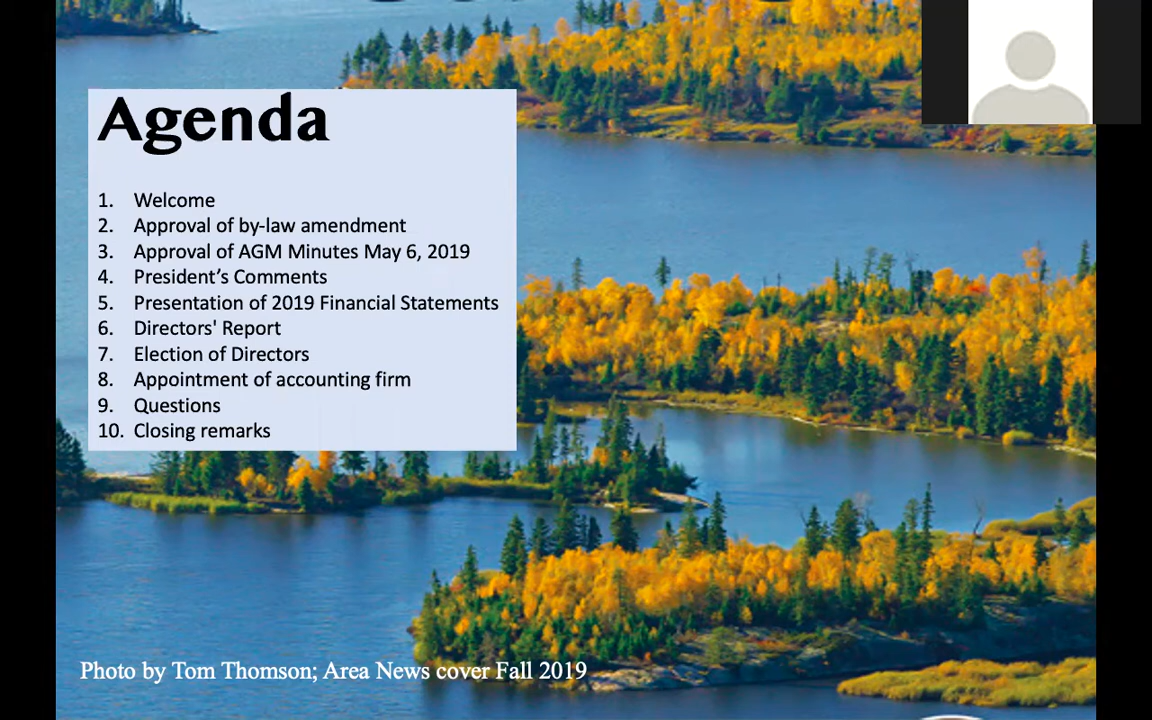 Agenda
1. Welcome
2. Approval of by-law amendment
3. Approval of AGM Minutes May 6, 2019
4. President’s Comments
5. Presentation of 2019 Financial Statements
6. Directors' Report
7. Election of Directors
8. Appointment of accounting firm
9. Questions
10. Closing remarks
Photo by Tom Thomson; Area News cover Fall 2019